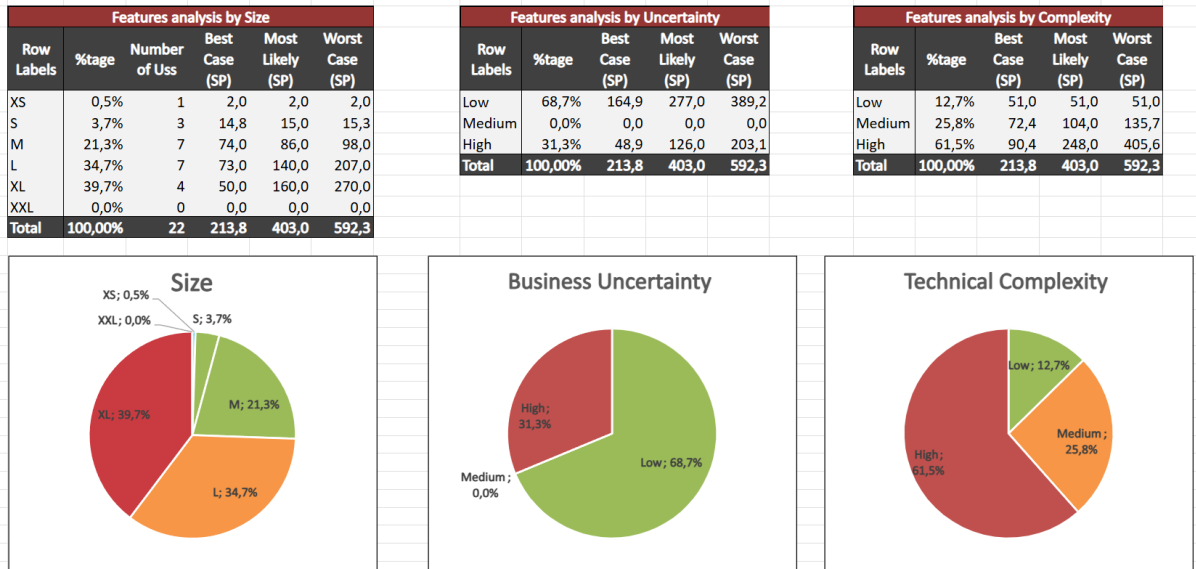 Features analysis by Size
Row Labels %tage Number of Uss Best Case (SP) Most Likely (SP) Worst Case (SP)
XS 0,5% 1 2,0 2,0 2,0
S 3,7% 3 14,8 15,0 15,3
M 21,3% 7 74,0 86,0 98,0
L 34,7% 7 73,0 140,0 207,0
XL 39,7% 4 50,0 160,0 270,0
XXL 0,0% 0 0,0 0,0 0,0
Total 100,00% 22 213,8 403,0 592,3
Features analysis by Uncertainty
Row Labels %tage Best Case (SP) Most Likely (SP) Worst Case (SP)
Low 68,7% 164,9 277,0 389,2
Medium 0,0% 0,0 0,0 0,0
High 31,3% 48,9 126,0 203,1
Total 100,00% 213,8 403,0 592,3
Features analysis by Complexity
Row Labels %tage Best Case (SP) Most Likely (SP) Worst Case (SP)
Low 12,7% 51,0 51,0 51,0
Medium 25,8% 72,4 104,0 135,7
High 61,5% 90,4 248,0 405,6
Total 100,00% 213,8 403,0 592,3
Size
XS; 0,5%
XXL; 0,0%
S; 3,7%
M; 21,3%
XL; 39,7%
L; 34,7%
Business Uncertainty
High ;
31,3%
Low ; 68,7%
Medium ;
0,0%
Technical Complexity
Low ; 12,7%
Medium ;
25,8%
High ;
61,5%